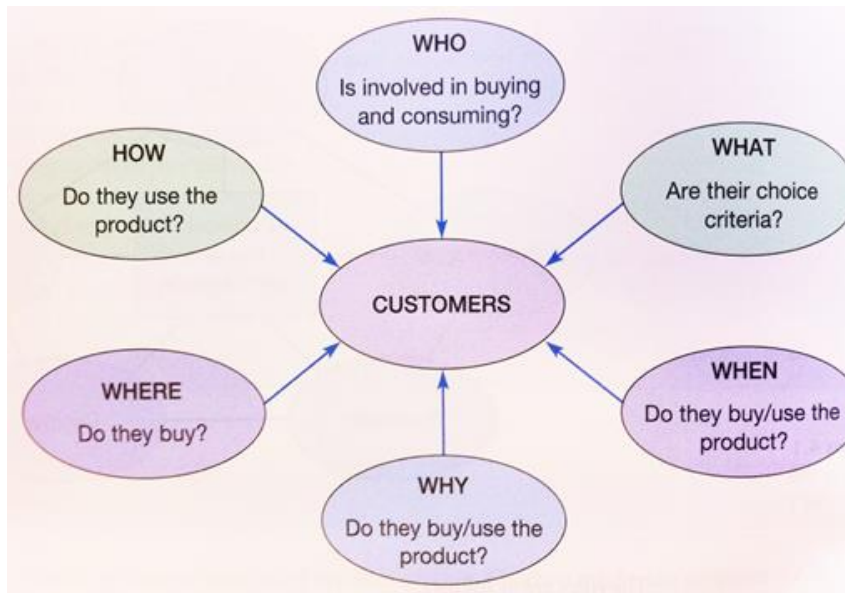 WHO
Is involved in buying
and consuming?
HOW
Do they use the
product?
WHAT
Are their choice
criteria?
CUSTOMERS
WHERE
Do they buy?
WHEN
Do they buy/use the
product?
WHY
Do they buy/use the
product?